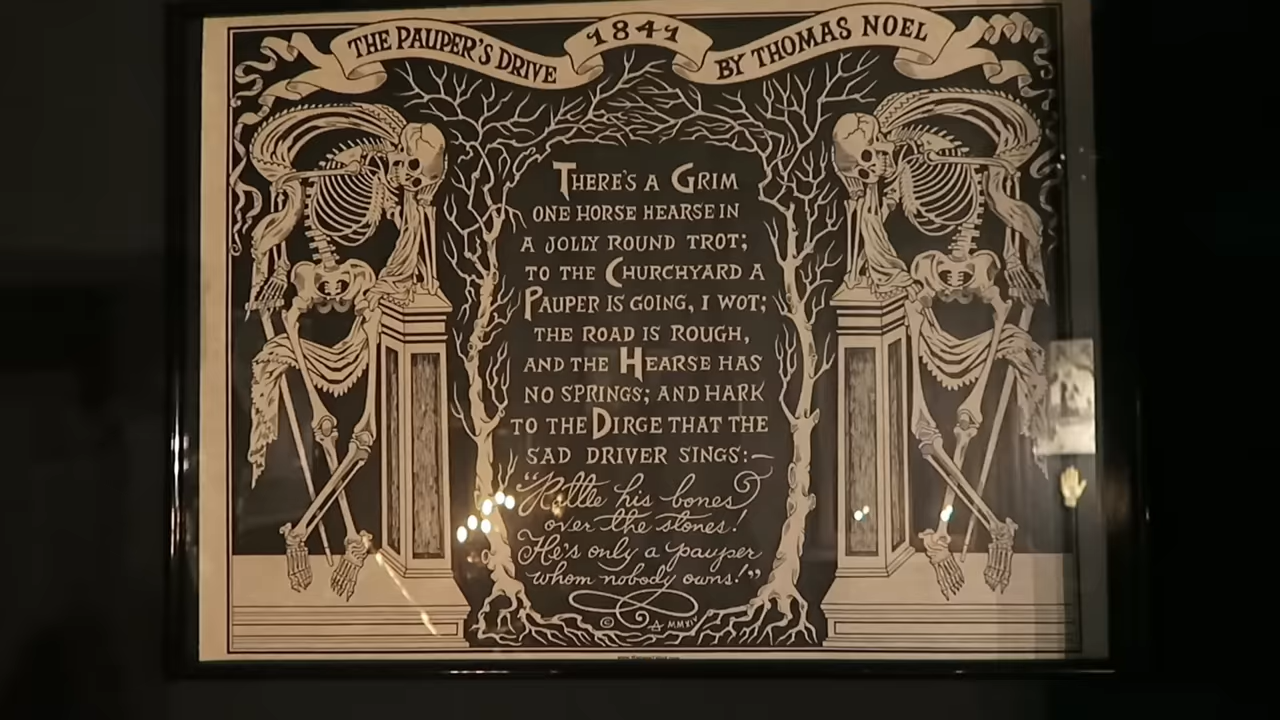 THE PAUPER'S DRIVE 1841 BY THOMAS NOEL
THERE'S A GRIM
ONE HORSE HEARSE IN
A JOLLY ROUND TROT;
TO THE CHURCHYARD A
PAUPER IS GOING, I WOT;
THE ROAD IS ROUGH,
AND THE HEARSE HAS
NO SPRINGS; AND HARK
TO THE DIRGE THAT THE
SAD DRIVER SINGS:—
"Rattle his bones
over the stones!
He's only a pauper
whom nobody owns!"
© MMXIV